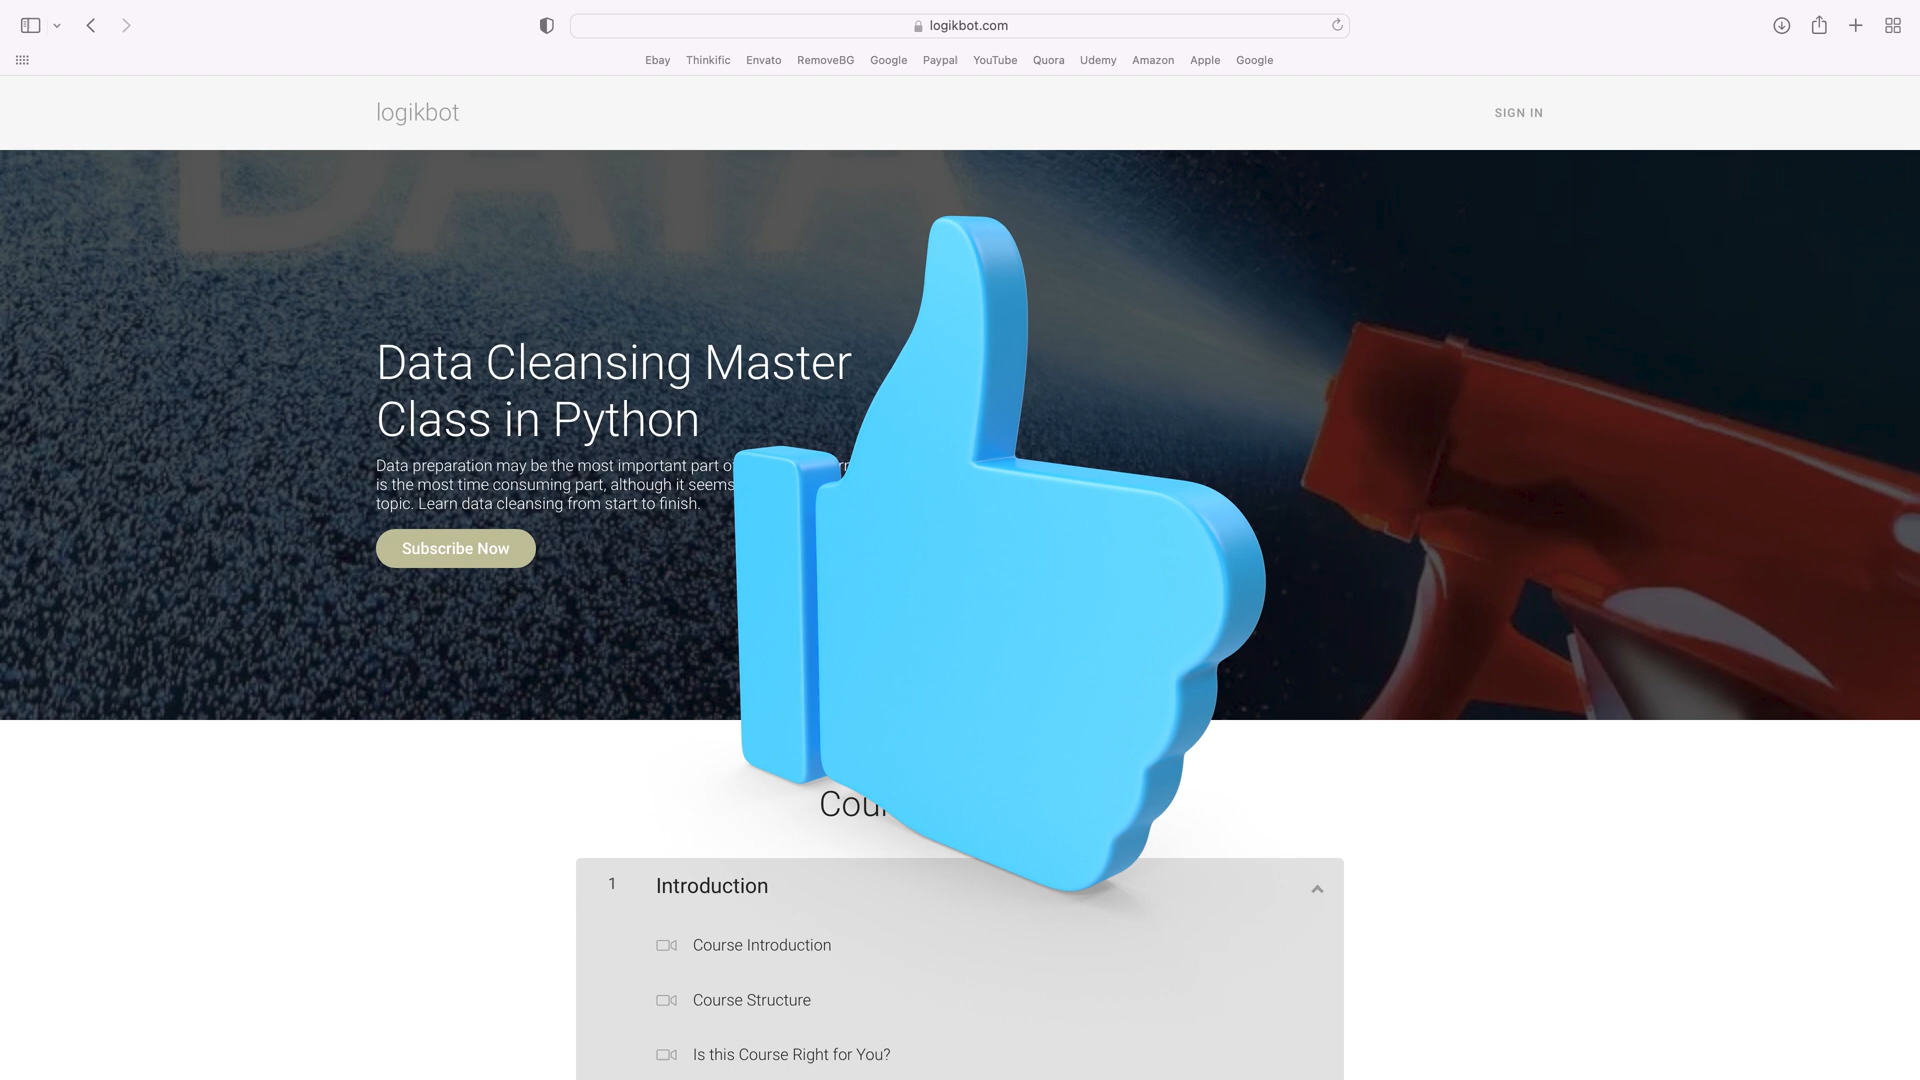 logikbot.com
Ebay Thinkific Envato RemoveBG Google Paypal YouTube Quora Udemy Amazon Apple Google
logikbot
SIGN IN
DATA
Data Cleansing Master
Class in Python
Data preparation may be the most important part
is the most time consuming part, although it seems
topic. Learn data cleansing from start to finish.
Subscribe Now
1 Introduction
Course Introduction
Course Structure
Is this Course Right for You?